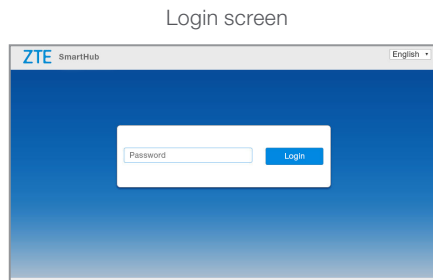 Login screen
ZTE SmartHub
English
Password
Login